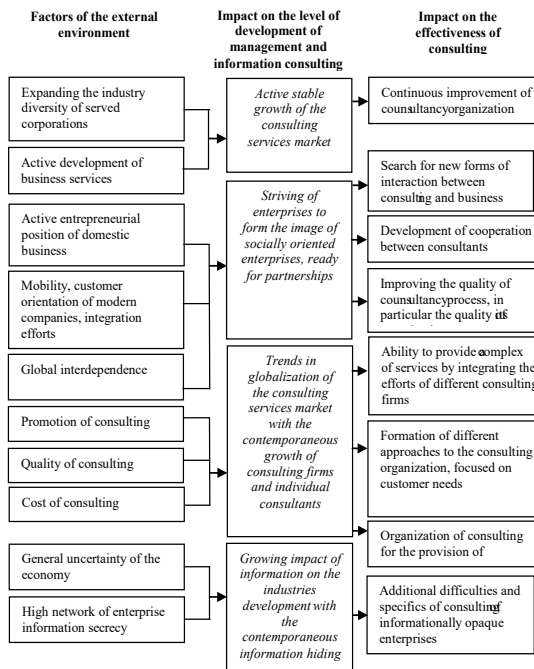 Factors of the external
environment
Impact on the level of
development of
management and
information consulting
Impact on the
effectiveness of
consulting
Expanding the industry
diversity of served
corporations
Active development of
business services
Active entrepreneurial
position of domestic
business
Mobility, customer
orientation of modern
companies, integration
efforts
Global interdependence
Promotion of consulting
Quality of consulting
Cost of consulting
General uncertainty of the
economy
High network of enterprise
information secrecy
Active stable
growth of the
consulting
services market
Striving of
enterprises to
form the image of
socially oriented
enterprises, ready
for partnerships
Trends in
globalization of
the consulting
services market
with the
contemporaneous
growth of
consulting firms
and individual
consultants
Growing impact of
information on the
industries
development with
the
contemporaneous
information hiding
Continuous improvement of
counsultancyorganization
Search for new forms of
interaction between
consulting and business
Development of cooperation
between consultants
Improving the quality of
counsultancyprocess, in
particular the quality of its
Ability to provide a complex
of services by integrating the
efforts of different consulting
firms
Formation of different
approaches to the consulting
organization, focused on
customer needs
Organization of consulting
for the provision of
Additional difficulties and
specifics of consulting of
informationally opaque
enterprises